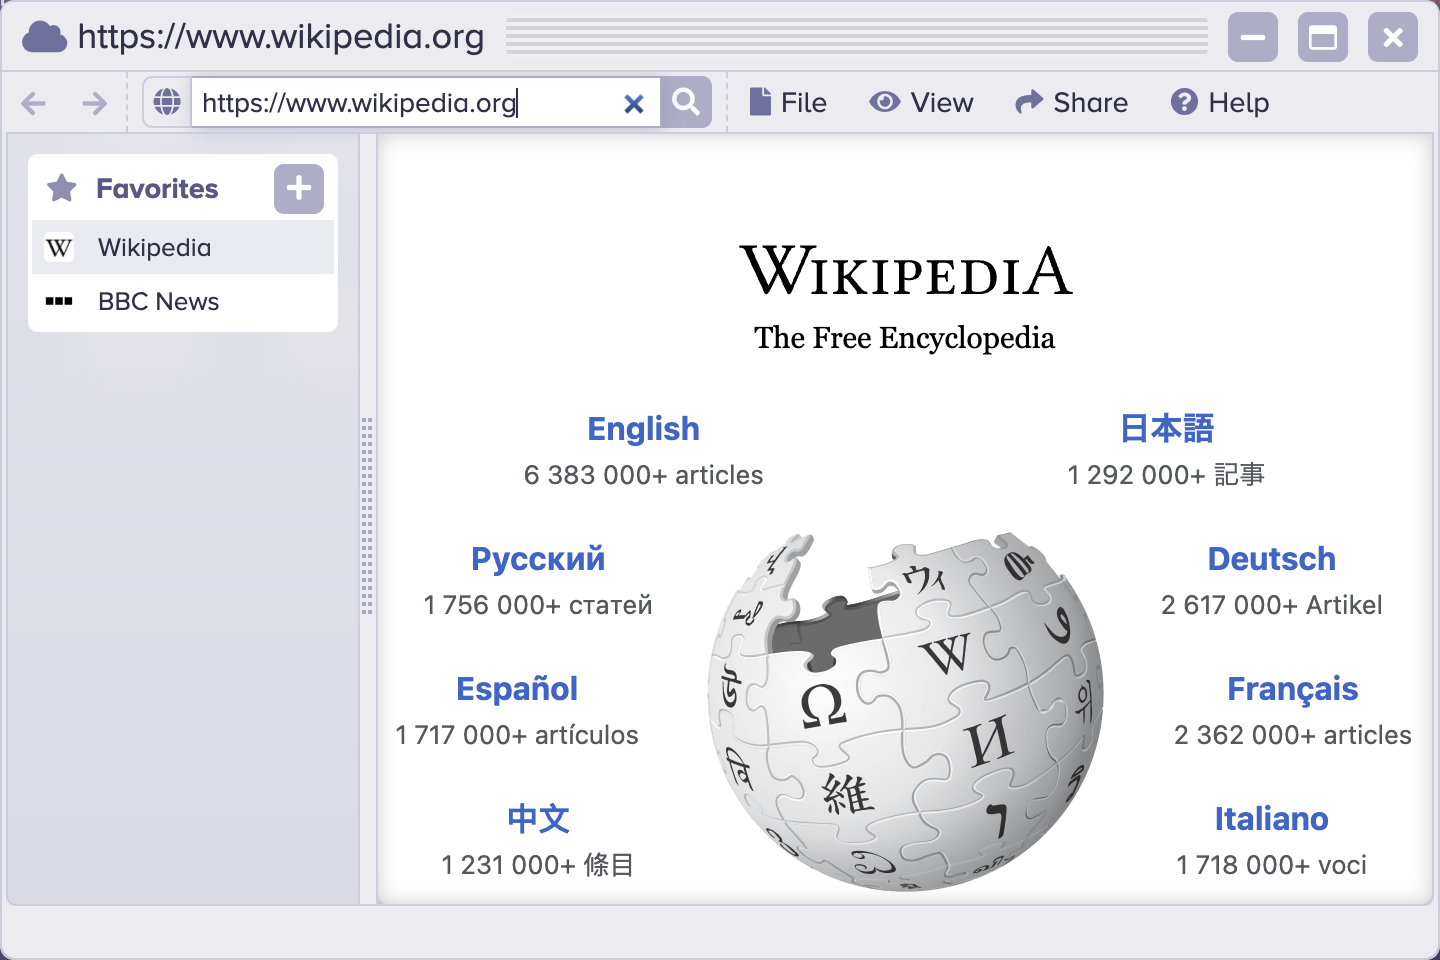 https://www.wikipedia.org
https://www.wikipedia.org
File
View
Share
Help
Favorites
Wikipedia
BBC News
WIKIPEDIA
The Free Encyclopedia
English
6 383 000+ articles
日本語
1 292 000+ 記事
Русский
1 756 000+ статей
Deutsch
2 617 000+ Artikel
Español
1 717 000+ artículos
Français
2 362 000+ articles
中文
1 231 000+ 條目
Italiano
1 718 000+ voci
ウィ
W
Ω
И
維